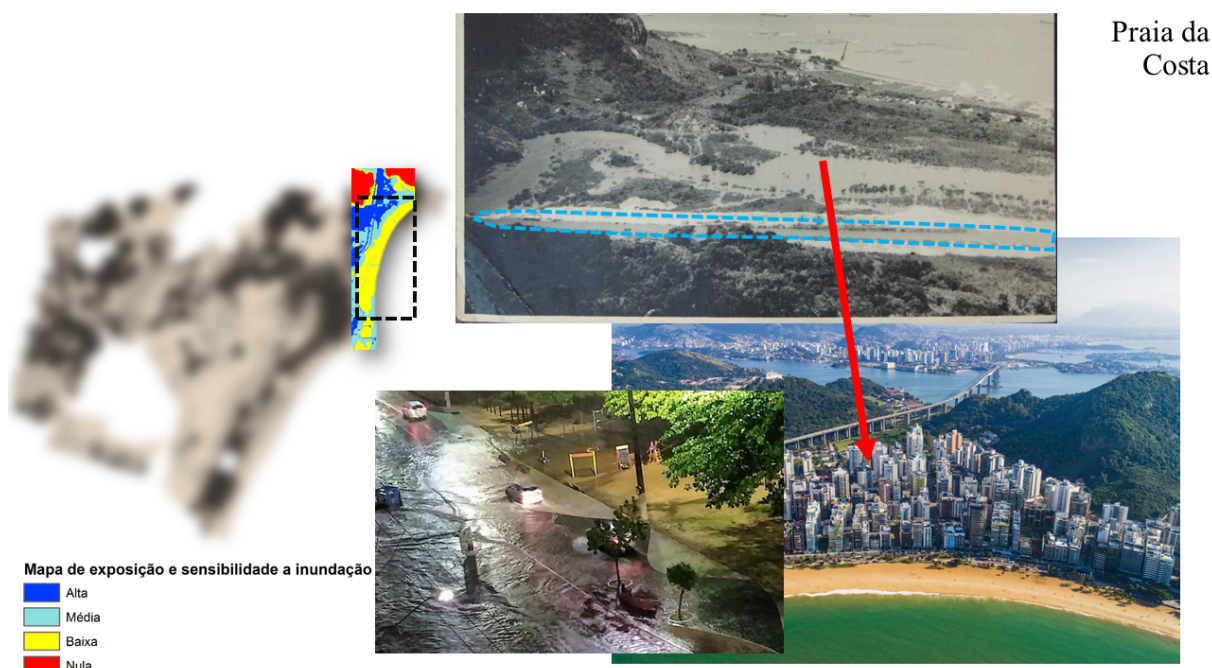 Praia da
Costa
Mapa de exposição e sensibilidade a inundação
Alta
Média
Baixa
Nula